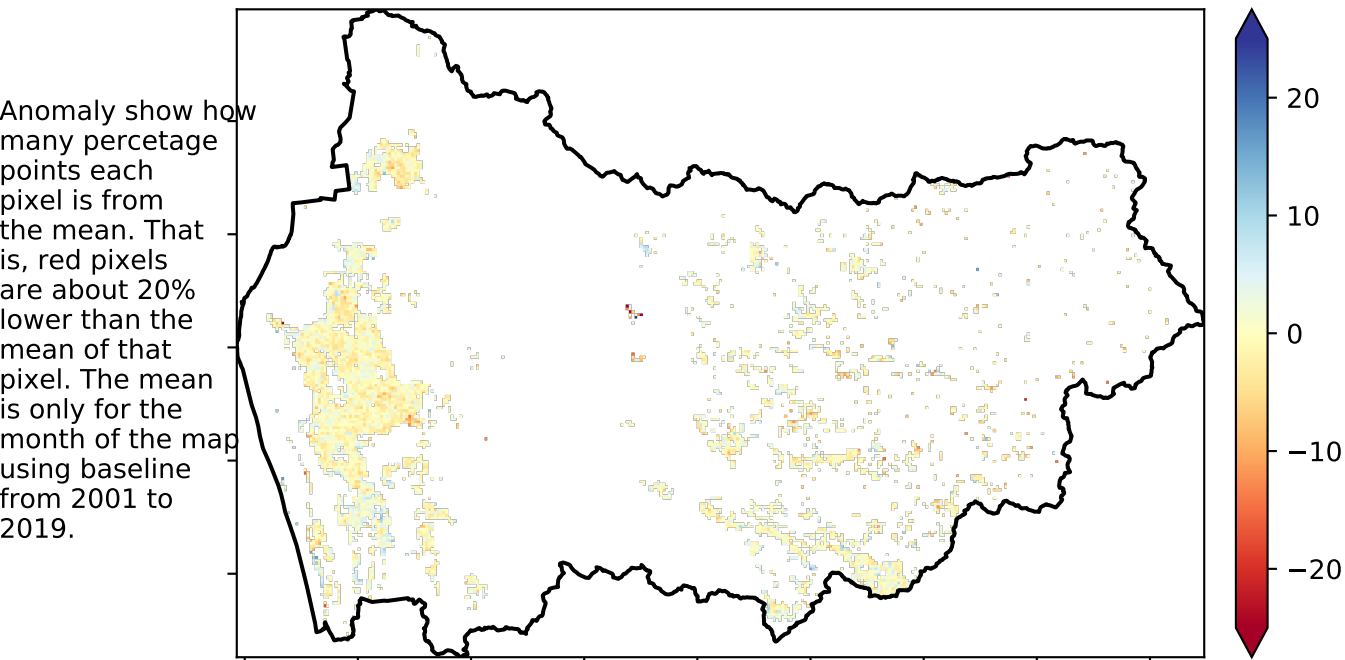 Anomaly show how
many percetage
points each
pixel is from
the mean. That
is, red pixels
are about 20%
lower than the
mean of that
pixel. The mean
is only for the
month of the map
using baseline
from 2001 to
2019.
20
10
0
−10
−20